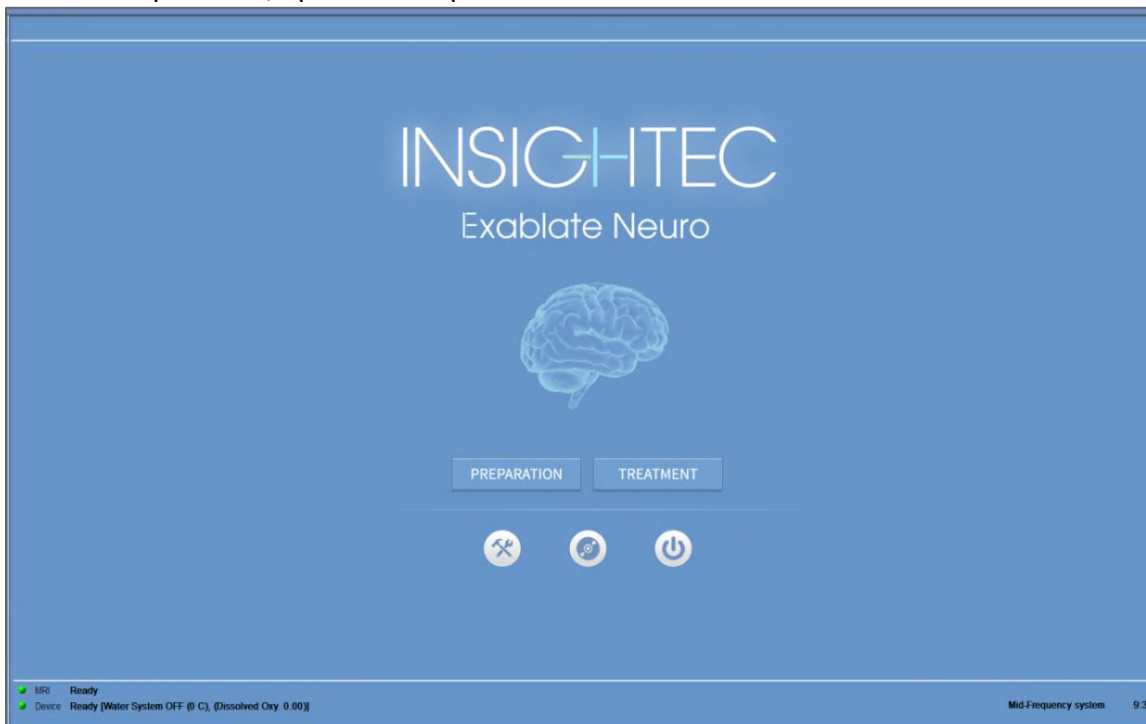 INSIGHTEC
Exablate Neuro
PREPARATION TREATMENT
MRI Ready
Device Ready [Water System OFF (0 C), (Dissolved Oxy. 0.00)]
Mid-Frequency system